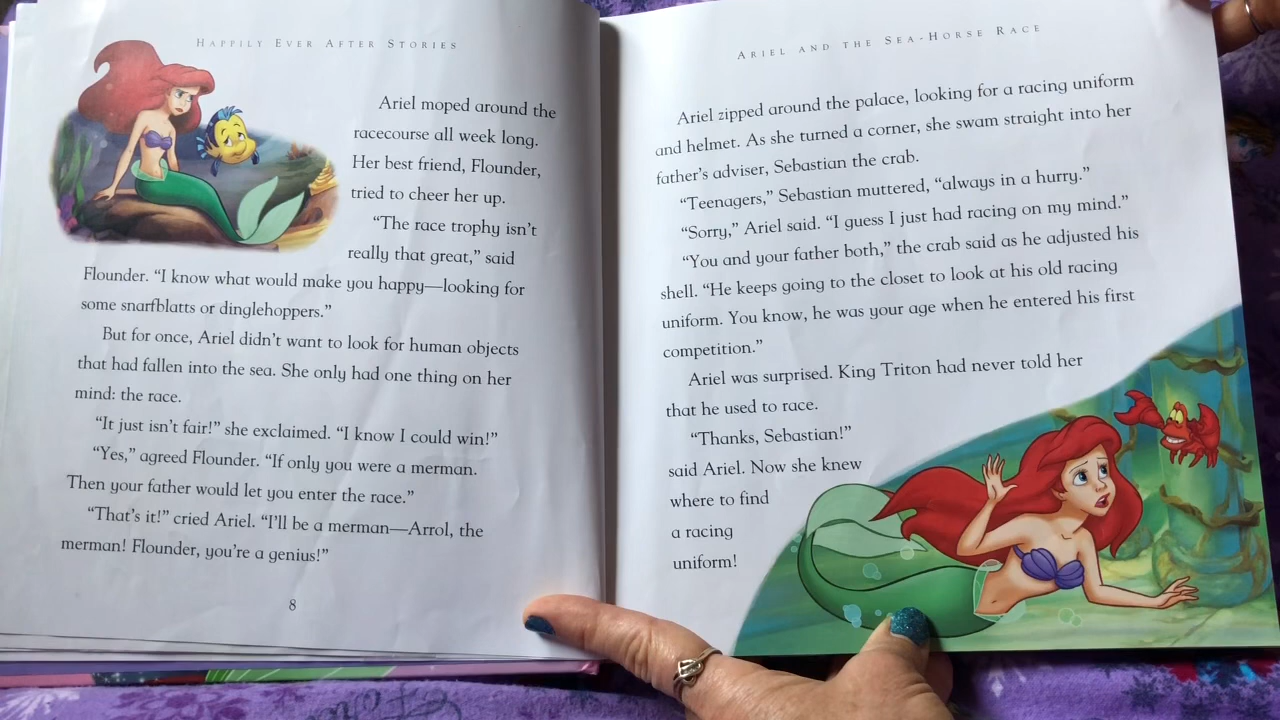 HAPPILY EVER AFTER STORIES
Ariel moped around the
racecourse all week long.
Her best friend, Flounder,
tried to cheer her up.
“The race trophy isn't
really that great,” said
Flounder. “I know what would make you happy—looking for
some snarfblatts or dinglehoppers.”
But for once, Ariel didn't want to look for human objects
that had fallen into the sea. She only had one thing on her
mind: the race.
“It just isn't fair!” she exclaimed. “I know I could win!”
“Yes,” agreed Flounder. “If only you were a merman.
Then your father would let you enter the race.”
“That's it!” cried Ariel. “I'll be a merman—Arrol, the
merman! Flounder, you're a genius!”
8
ARIEL AND THE SEA-HORSE RACE
Ariel zipped around the palace, looking for a racing uniform
and helmet. As she turned a corner, she swam straight into her
father's adviser, Sebastian the crab.
“Teenagers,” Sebastian muttered, “always in a hurry.”
“Sorry,” Ariel said. “I guess I just had racing on my mind.”
“You and your father both,” the crab said as he adjusted his
shell. “He keeps going to the closet to look at his old racing
uniform. You know, he was your age when he entered his first
competition.”
Ariel was surprised. King Triton had never told her
that he used to race.
“Thanks, Sebastian!”
said Ariel. Now she knew
where to find
a racing
uniform!